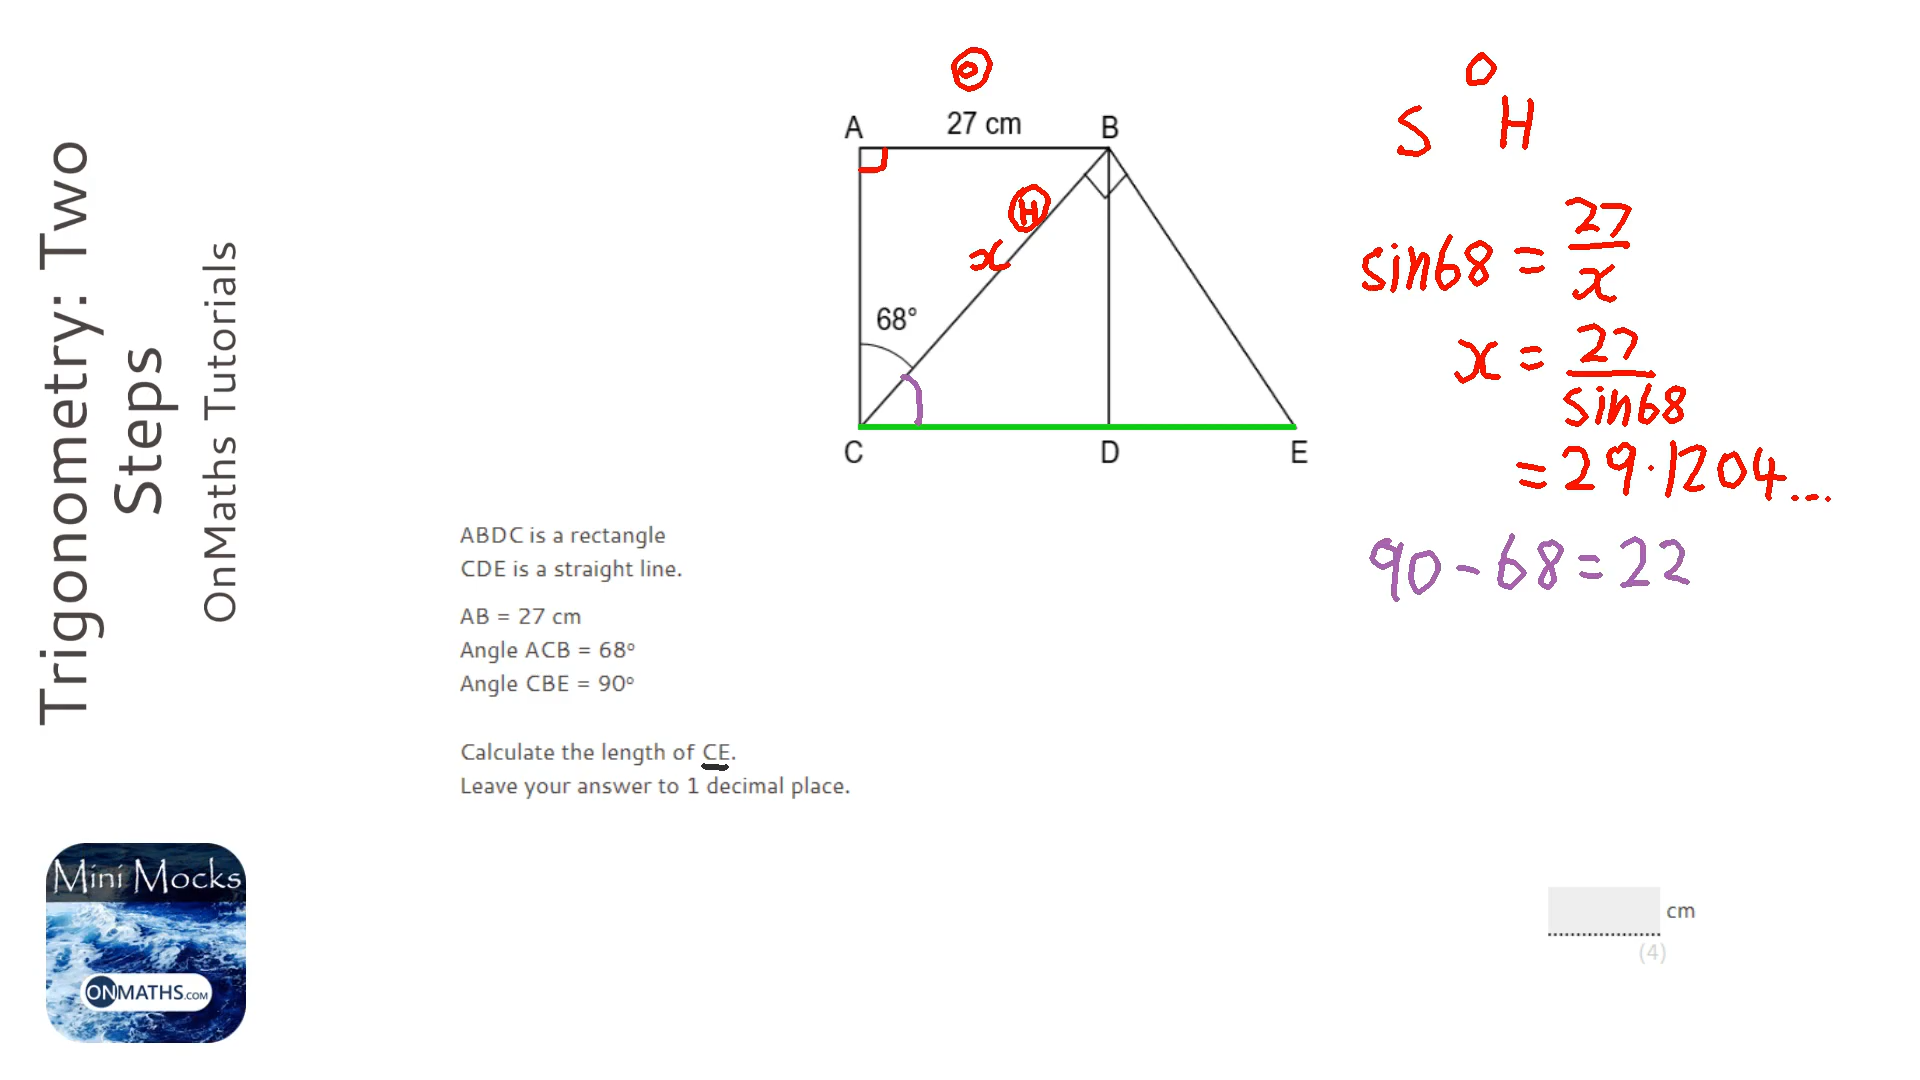 Trigonometry: Two
Steps
OnMaths Tutorials
O
A
27 cm
B
H
x
68°
C
D
E
O
S H
sin68 = 27/x
x = 27/sin68
= 29.1204...
90 - 68 = 22
ABDC is a rectangle
CDE is a straight line.
AB = 27 cm
Angle ACB = 68º
Angle CBE = 90º
Calculate the length of CE.
Leave your answer to 1 decimal place.
cm
(4)
Mini Mocks
ONMATHS.COM